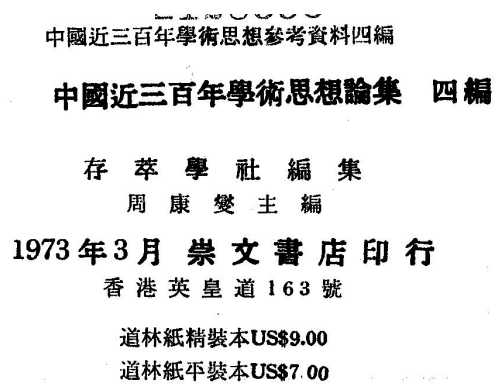 中國近三百年學術思想參考資料四編
中國近三百年學術思想論集 四編
存萃學社編集
周康燮主編
1973年3月 崇文書店印行
香港英皇道163號
道林紙精裝本US$9.00
道林紙平裝本US$7.00